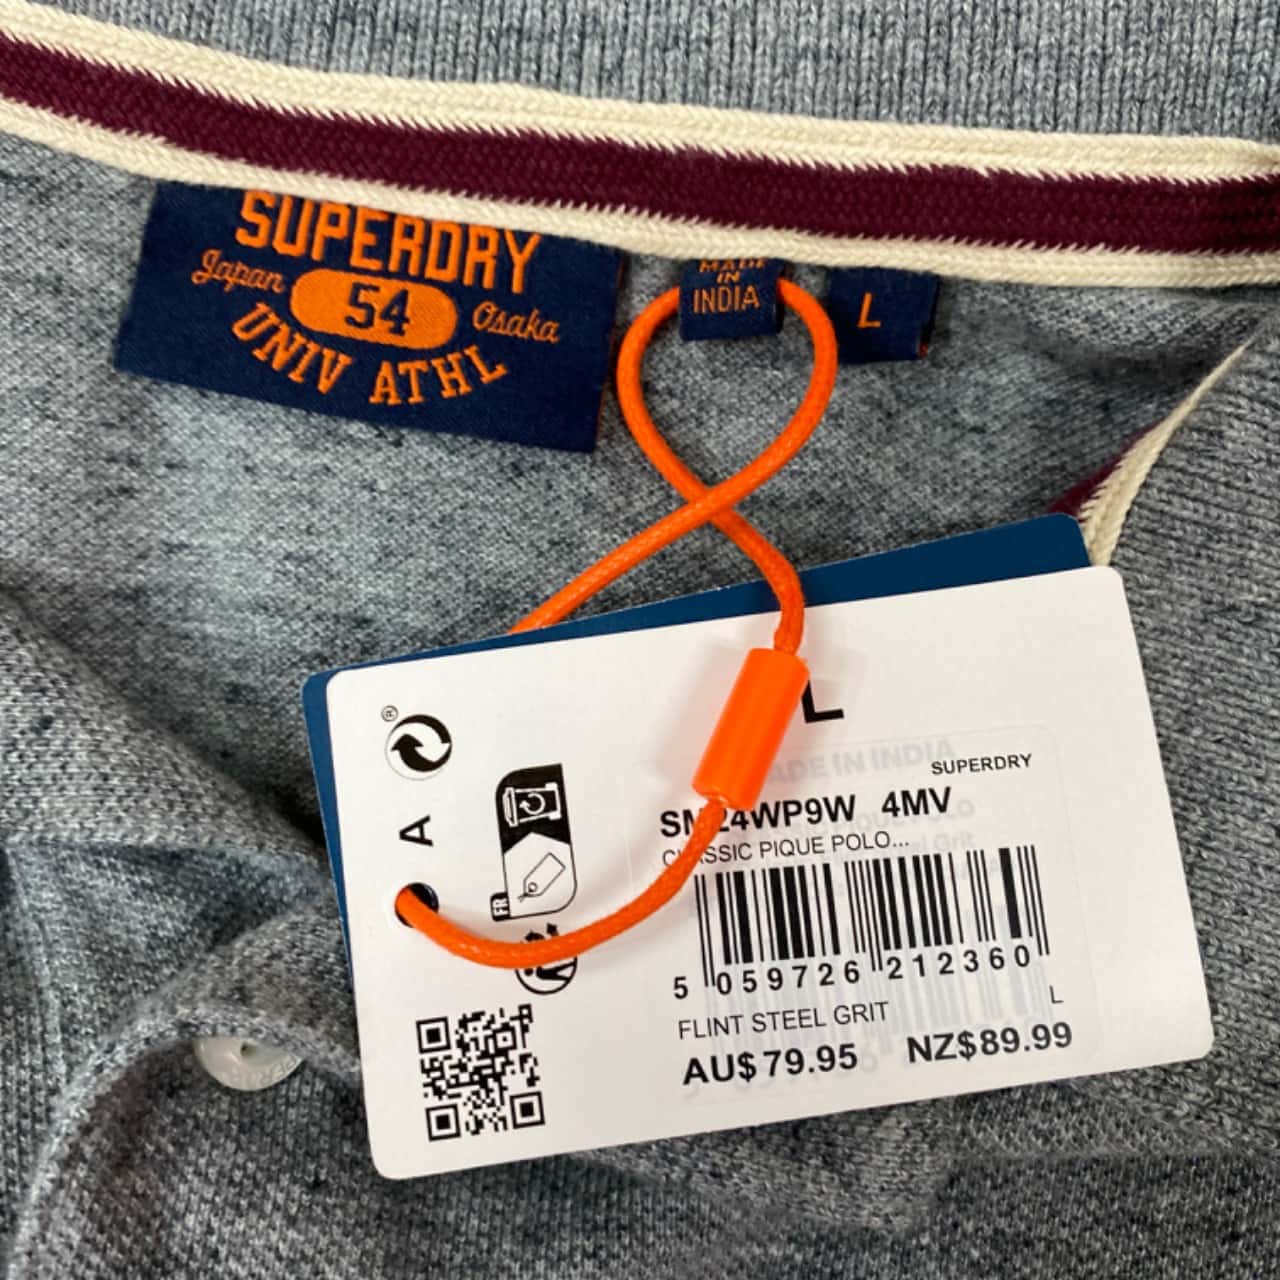 SUPERDRY
Japan 54 Osaka
UNIV ATHL
MADE
IN
INDIA
L
L
®
A
FR
MADE IN INDIA
SUPERDRY
4MV
CLASSIC PIQUE POLO...
5 059726 212360
FLINT STEEL GRIT
L
AU$ 79.95 NZ$89.99